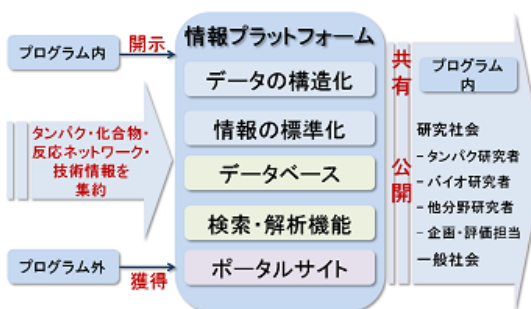 プログラム内
開示
タンパク・化合物・
反応ネットワーク・
技術情報を
集約
プログラム外
獲得
情報プラットフォーム
データの構造化
情報の標準化
データベース
検索・解析機能
ポータルサイト
共有
公開
プログラム
内
研究社会
－タンパク研究者
－バイオ研究者
－他分野研究者
－企画・評価担当
一般社会